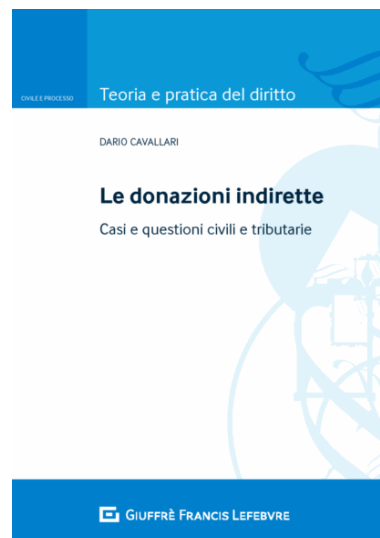 CIVILE E PROCESSO
Teoria e pratica del diritto
DARIO CAVALLARI
Le donazioni indirette
Casi e questioni civili e tributarie
GIUFFRÈ FRANCIS LEFEBVRE